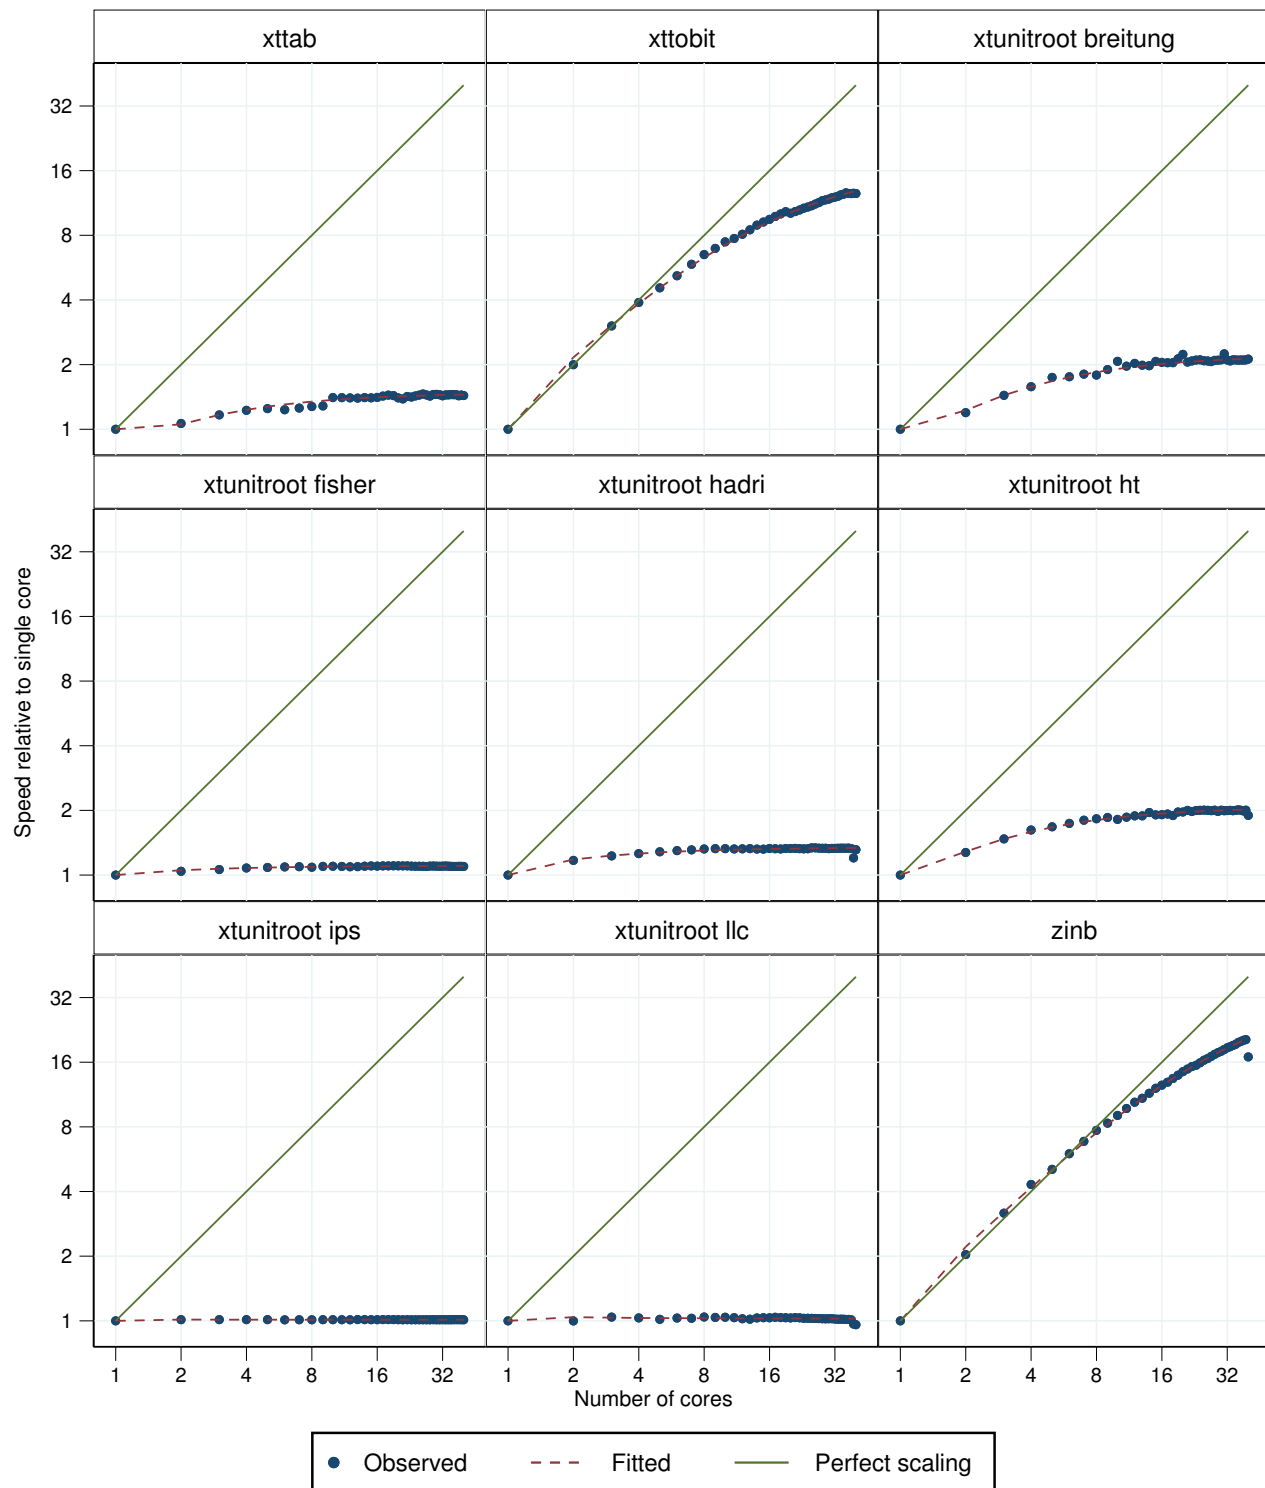 xttab xttobit xtunitroot breitung
32
16
8
4
2
1
xtunitroot fisher xtunitroot hadri xtunitroot ht
32
16
8
4
2
1
Speed relative to single core
xtunitroot ips xtunitroot llc zinb
32
16
8
4
2
1
1 2 4 8 16 32 1 2 4 8 16 32 1 2 4 8 16 32
Number of cores
Observed Fitted Perfect scaling